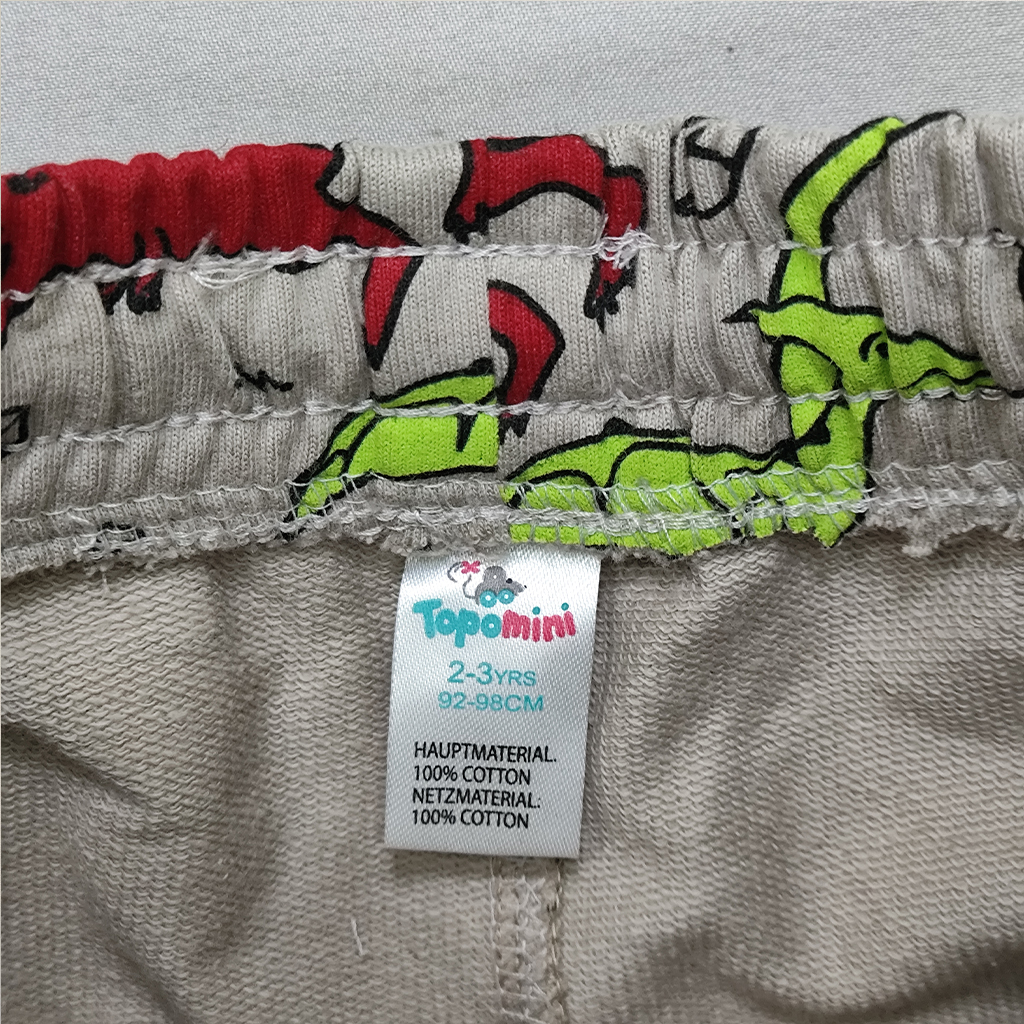 Topomini
2-3YRS
92-98CM
HAUPTMATERIAL.
100% COTTON
NETZMATERIAL:
100% COTTON